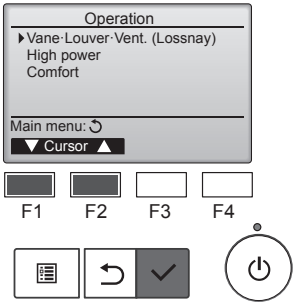 Operation
Vane·Louver·Vent. (Lossnay)
High power
Comfort
Main menu:
Cursor
F1 F2 F3 F4